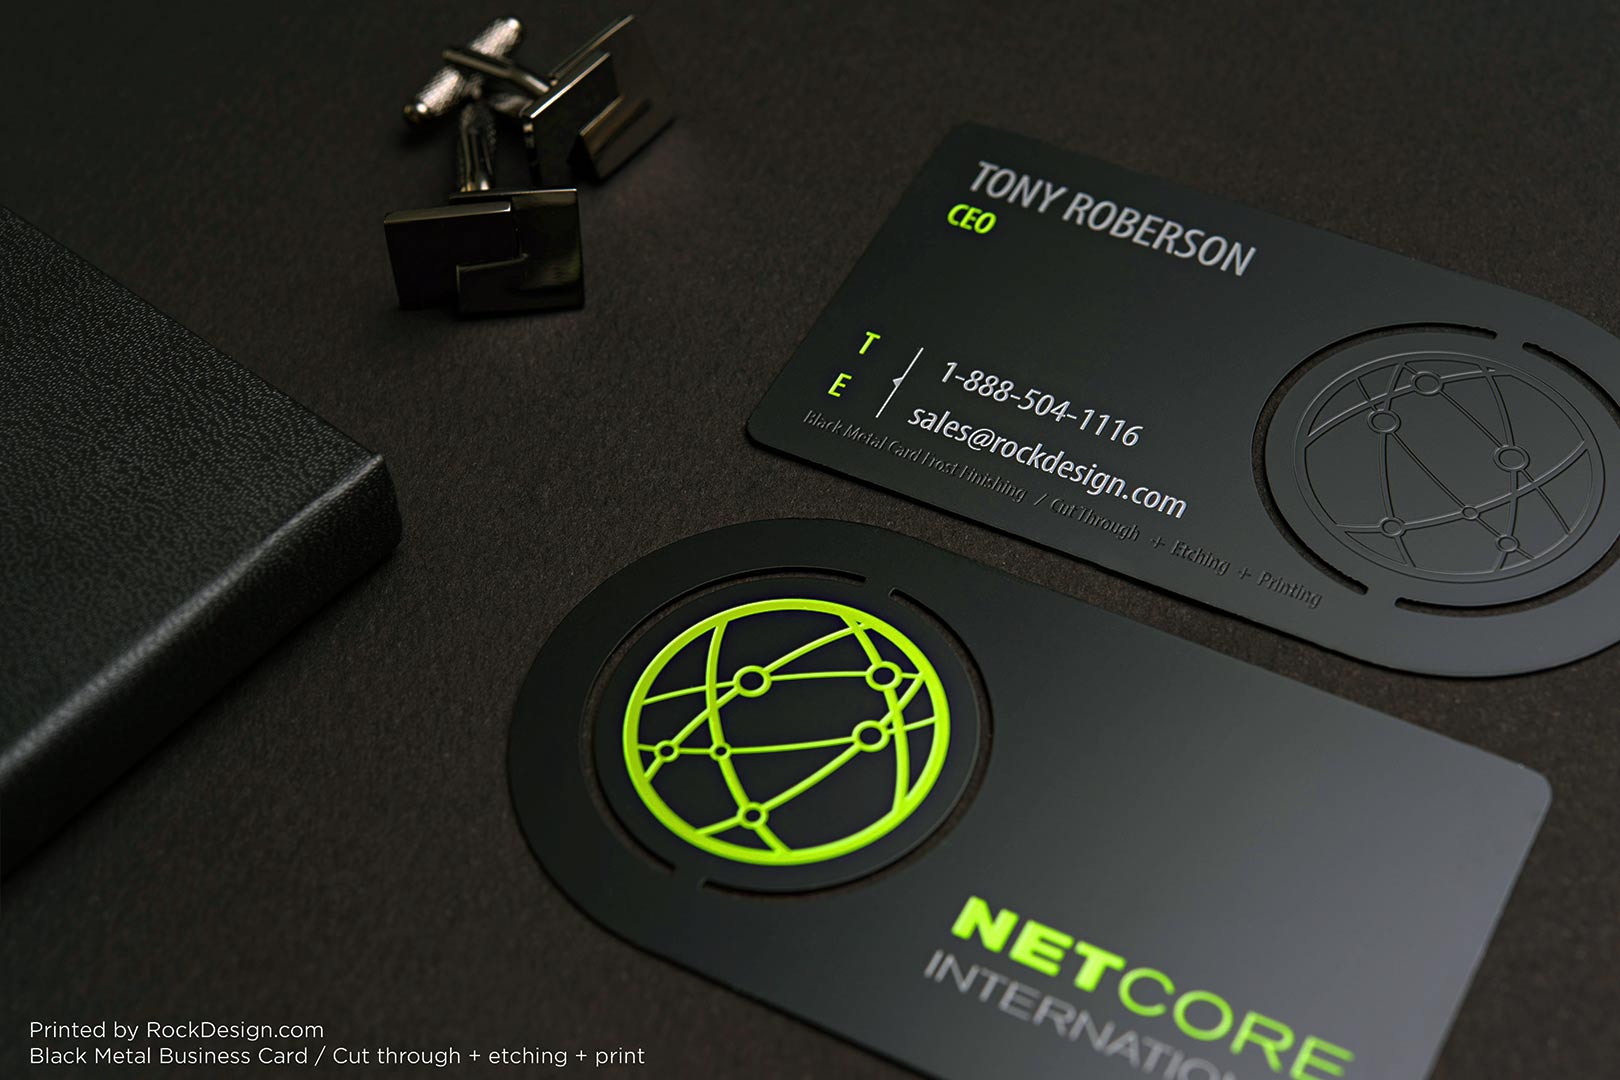 TONY ROBERSON
CEO
T 1-888-504-1116
E sales@rockdesign.com
Black Metal Card Frost Finishing / Cut Through + Etching + Printing
NETCORE
INTERNATIO
Printed by RockDesign.com
Black Metal Business Card / Cut through + etching + print